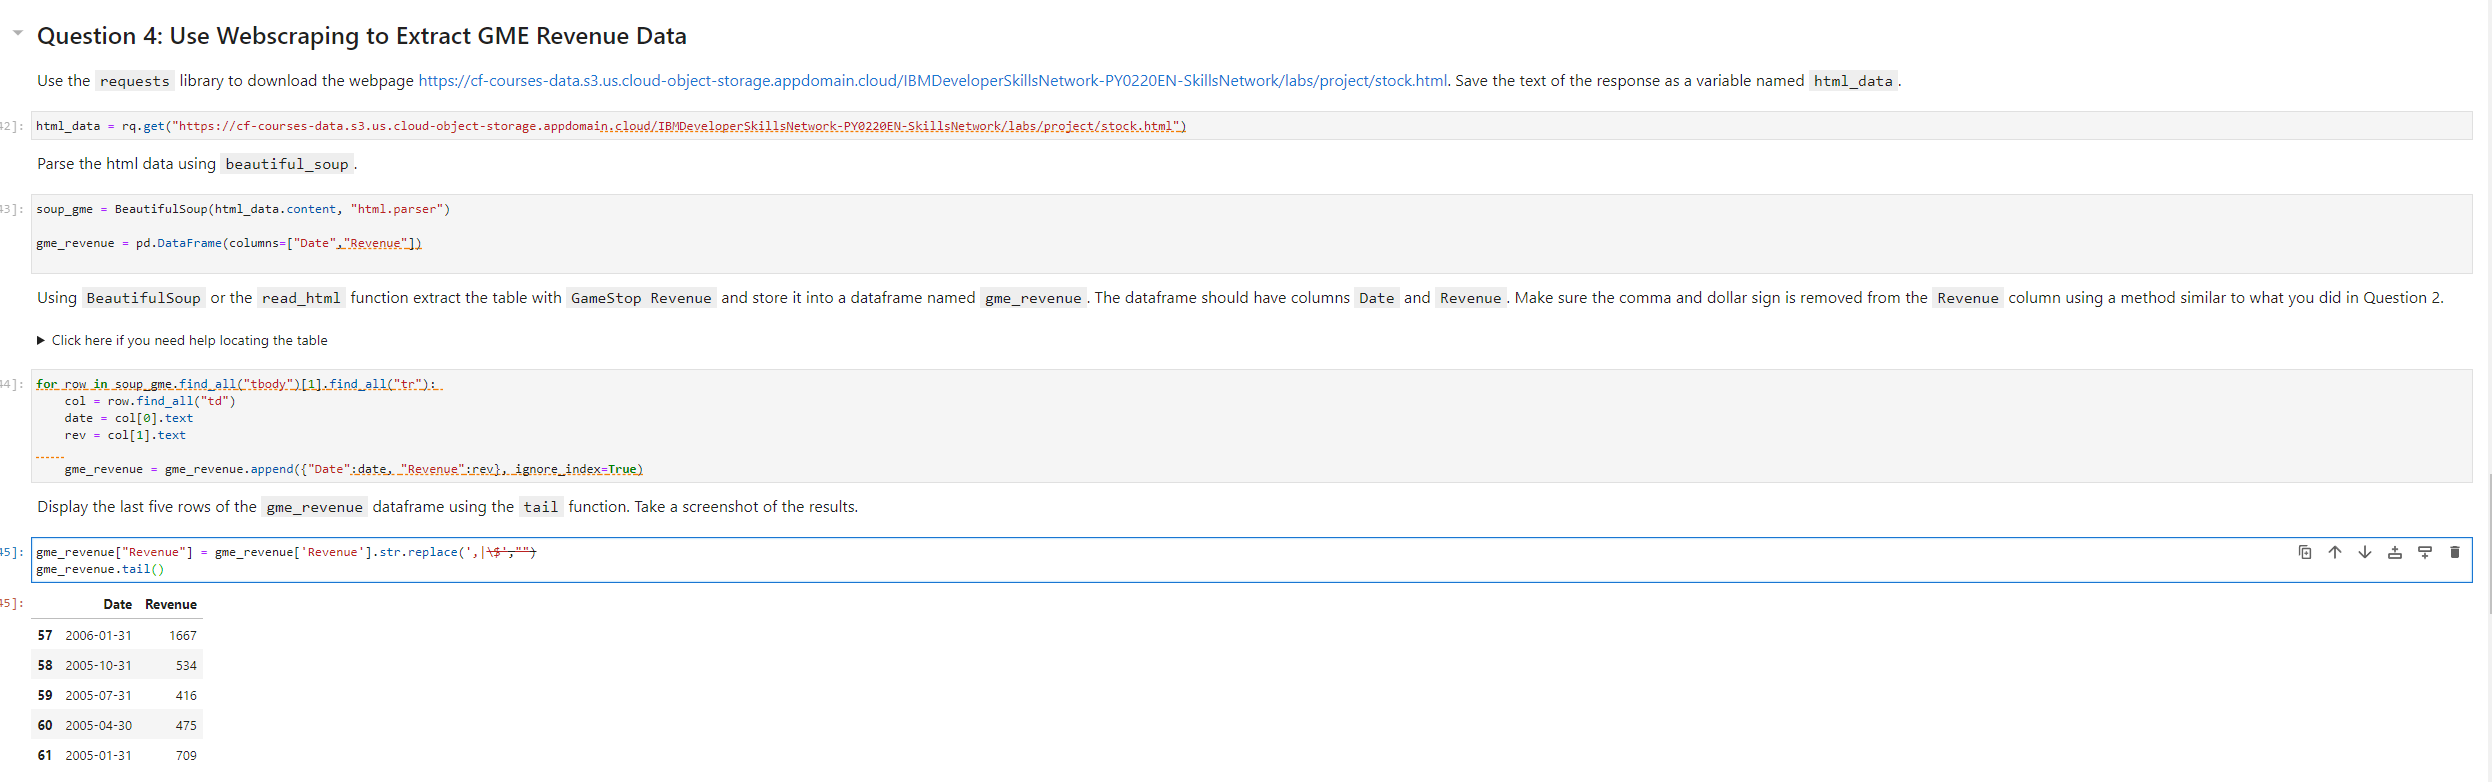 Question 4: Use Webscraping to Extract GME Revenue Data
Use the requests library to download the webpage https://cf-courses-data.s3.us.cloud-object-storage.appdomain.cloud/IBMDeveloperSkillsNetwork-PY0220EN-SkillsNetwork/labs/project/stock.html. Save the text of the response as a variable named html_data.
42]: html_data = rq.get("https://cf-courses-data.s3.us.cloud-object-storage.appdomain.cloud/IBMDeveloperSkillsNetwork-PY0220EN-SkillsNetwork/labs/project/stock.html")
Parse the html data using beautiful_soup.
43]: soup_gme = BeautifulSoup(html_data.content, "html.parser")
gme_revenue = pd.DataFrame(columns=["Date","Revenue"])
Using BeautifulSoup or the read_html function extract the table with GameStop Revenue and store it into a dataframe named gme_revenue. The dataframe should have columns Date and Revenue. Make sure the comma and dollar sign is removed from the Revenue column using a method similar to what you did in Question 2.
Click here if you need help locating the table
44]: for row in soup_gme.find_all("tbody")[1].find_all("tr"):
col = row.find_all("td")
date = col[0].text
rev = col[1].text
gme_revenue = gme_revenue.append({"Date":date, "Revenue":rev}, ignore_index=True)
Display the last five rows of the gme_revenue dataframe using the tail function. Take a screenshot of the results.
45]: gme_revenue["Revenue"] = gme_revenue['Revenue'].str.replace(',|\$',"")
gme_revenue.tail()
45]: Date Revenue
57 2006-01-31 1667
58 2005-10-31 534
59 2005-07-31 416
60 2005-04-30 475
61 2005-01-31 709